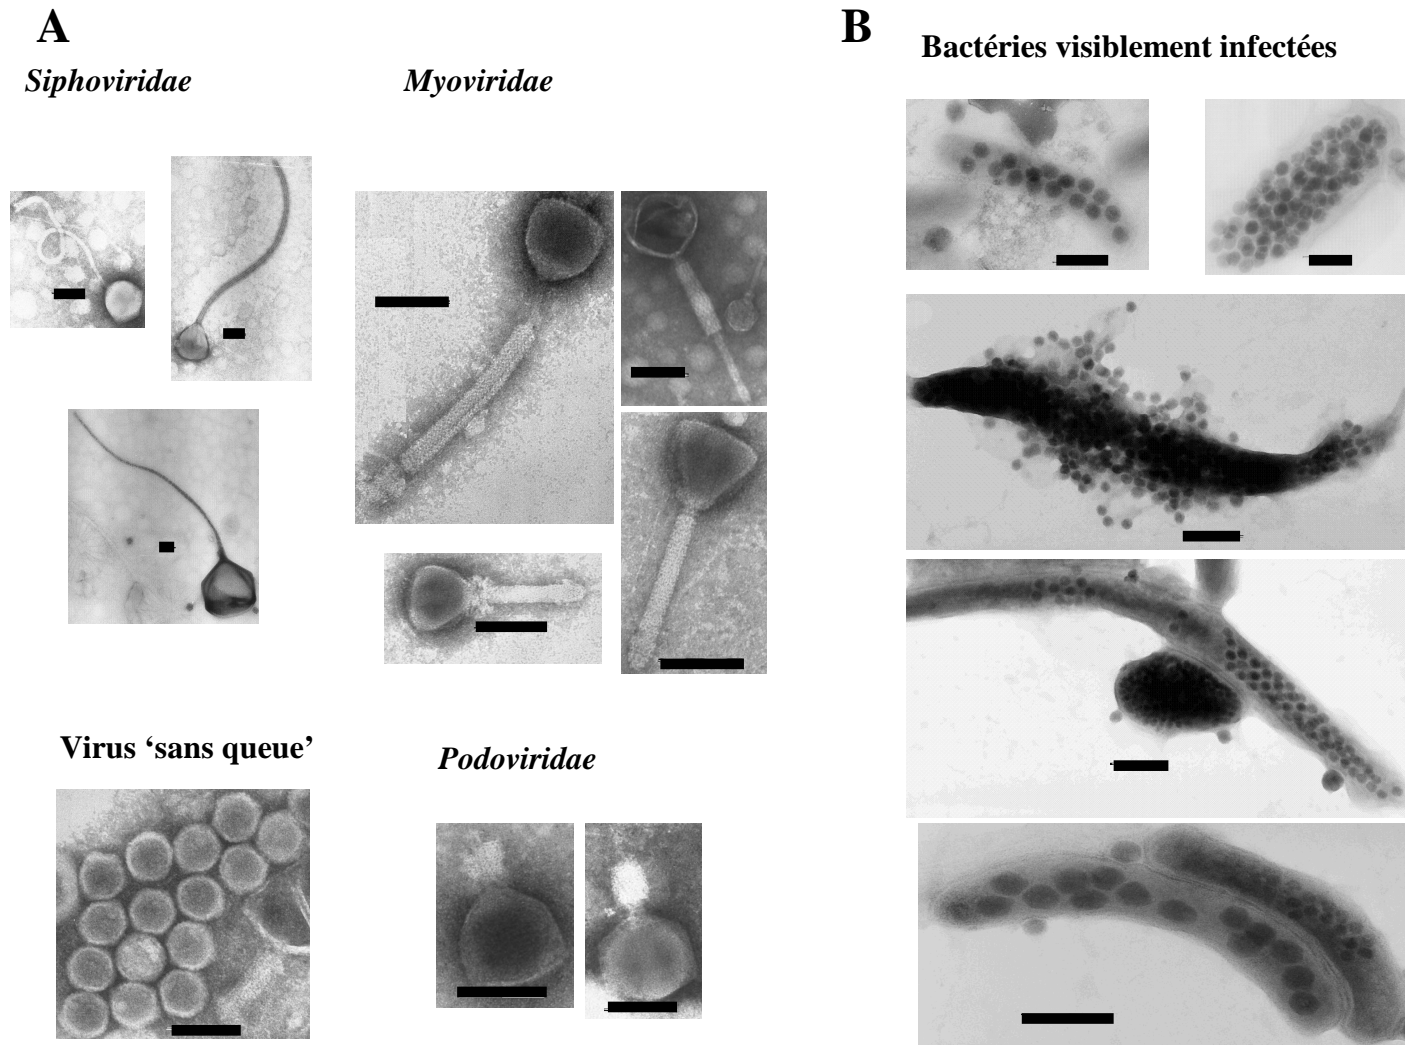 A
Siphoviridae
Myoviridae
Virus ‘sans queue’
Podoviridae
B
Bactéries visiblement infectées